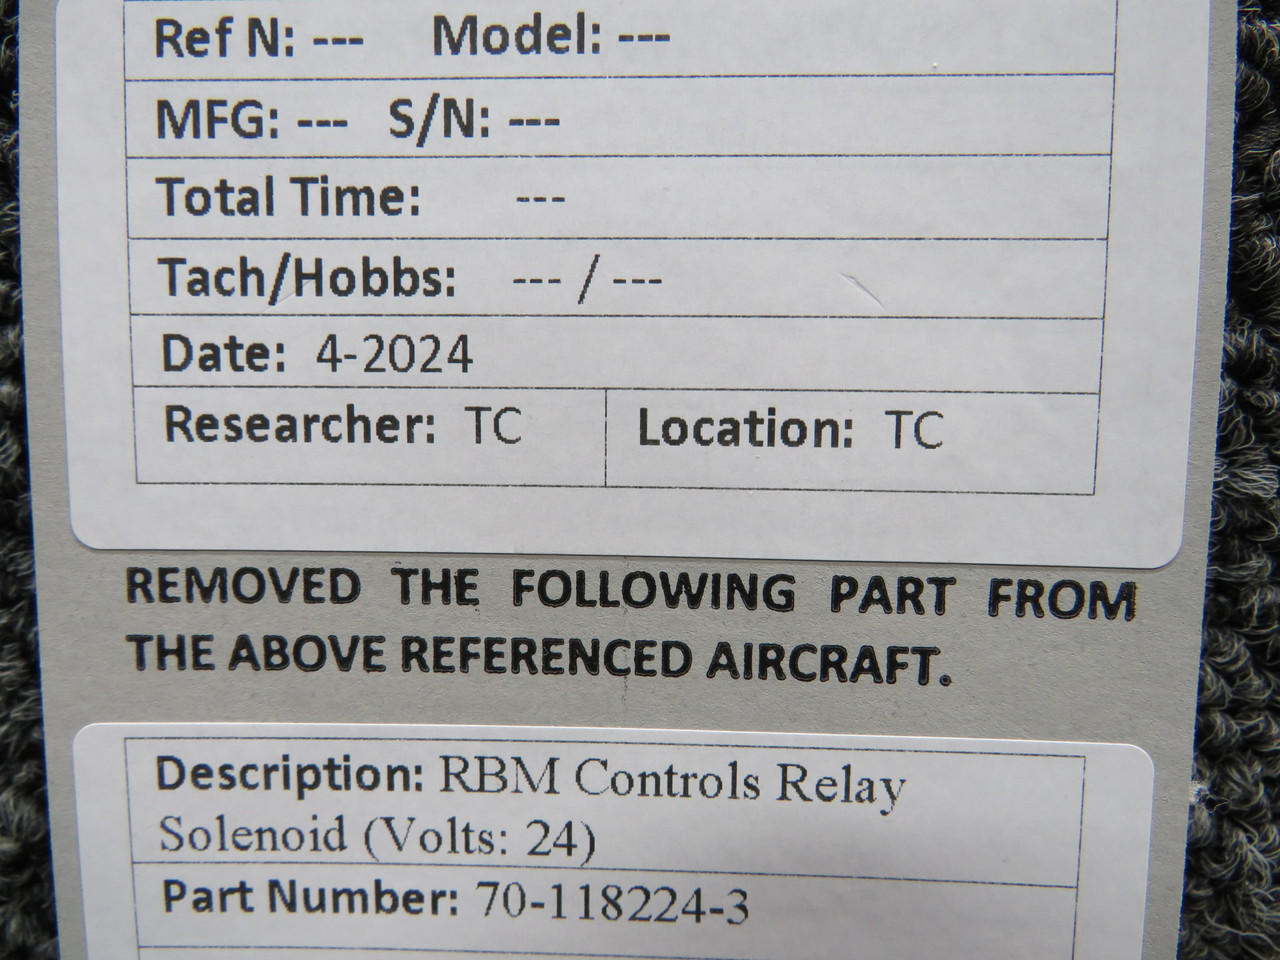 Ref N: --- Model: ---
MFG: --- S/N: ---
Total Time: ---
Tach/Hobbs: --- / ---
Date: 4-2024
Researcher: TC Location: TC
REMOVED THE FOLLOWING PART FROM
THE ABOVE REFERENCED AIRCRAFT.
Description: RBM Controls Relay
Solenoid (Volts: 24)
Part Number: 70-118224-3